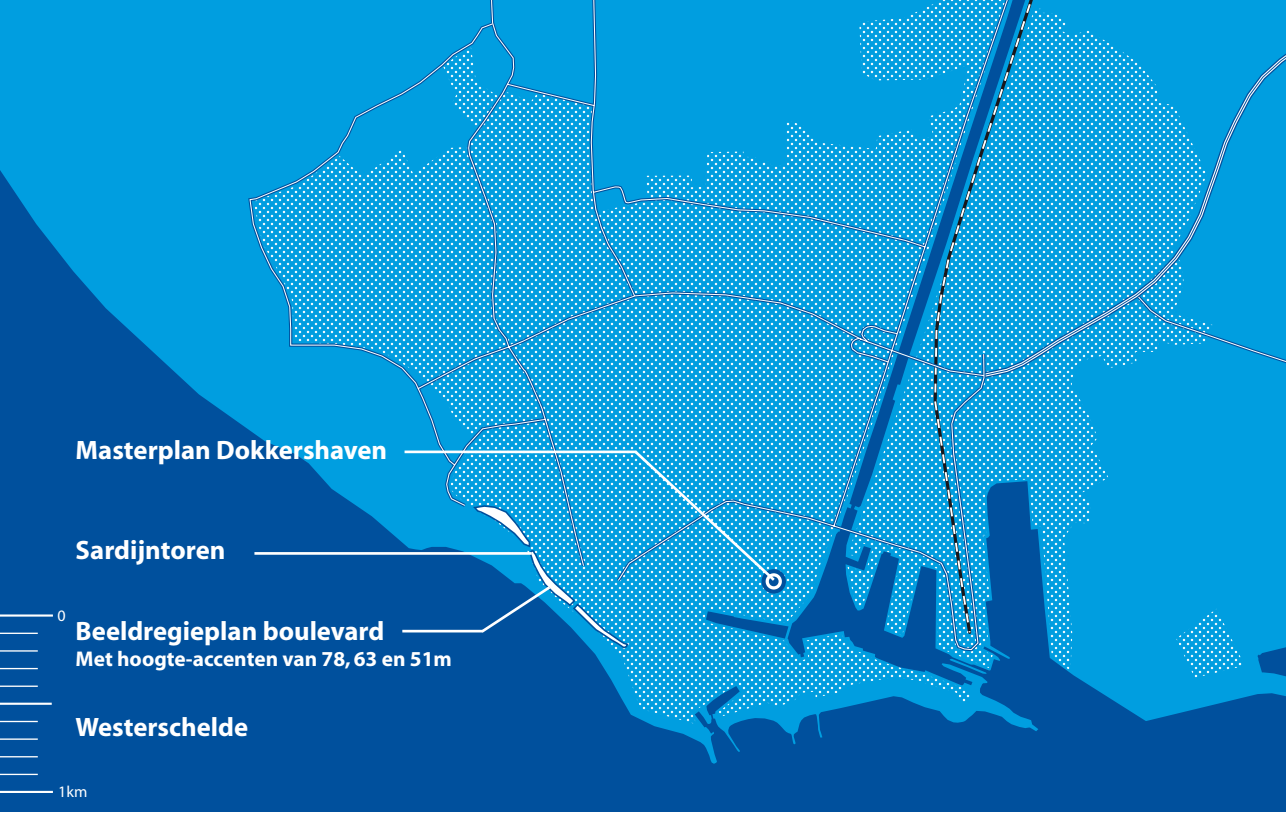 Masterplan Dokkershaven
Sardijntoren
0
Beeldregieplan boulevard
Met hoogte-accenten van 78, 63 en 51m
Westerschelde
1km